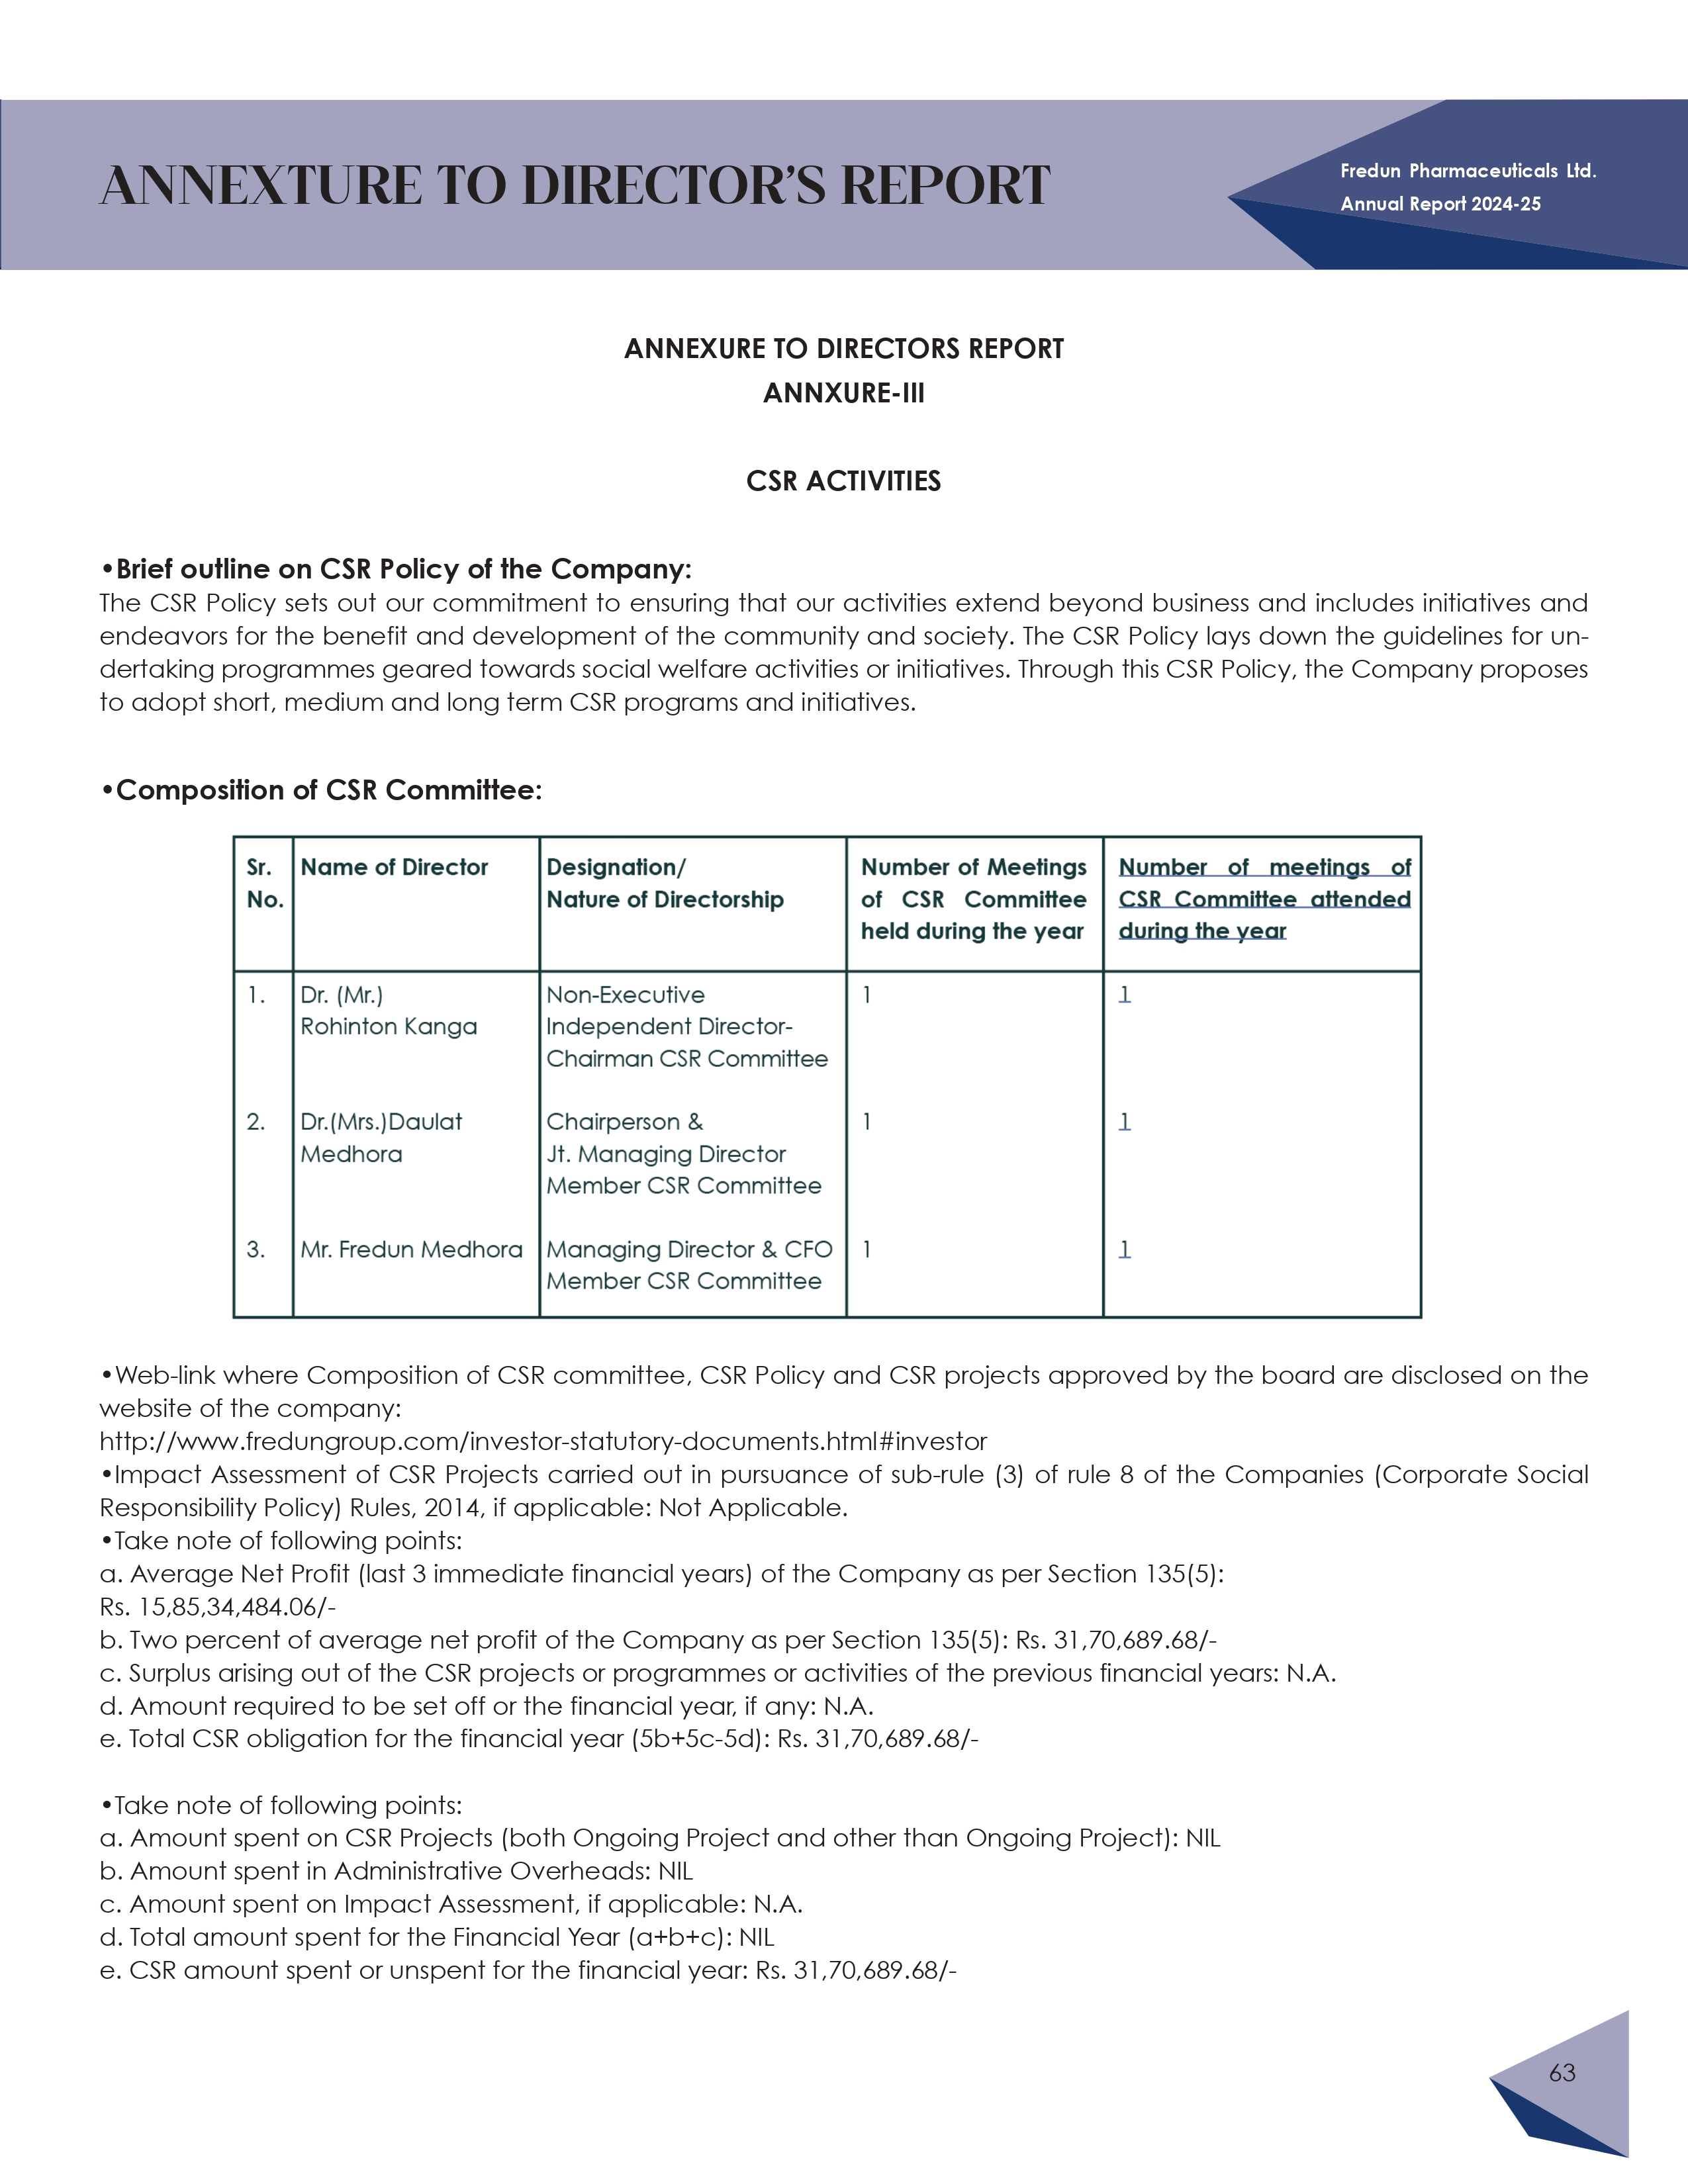 ANNEXTURE TO DIRECTOR’S REPORT
Fredun Pharmaceuticals Ltd.
Annual Report 2024-25
ANNEXURE TO DIRECTORS REPORT
ANNXURE-III
CSR ACTIVITIES
•Brief outline on CSR Policy of the Company:
The CSR Policy sets out our commitment to ensuring that our activities extend beyond business and includes initiatives and
endeavors for the benefit and development of the community and society. The CSR Policy lays down the guidelines for un-
dertaking programmes geared towards social welfare activities or initiatives. Through this CSR Policy, the Company proposes
to adopt short, medium and long term CSR programs and initiatives.
•Composition of CSR Committee:
Sr. Name of Director Designation/ Number of Meetings Number of meetings of
No. Nature of Directorship of CSR Committee CSR Committee attended
held during the year during the year
1. Dr. (Mr.) Non-Executive 1 1
Rohinton Kanga Independent Director-
Chairman CSR Committee
2. Dr.(Mrs.)Daulat Chairperson & 1 1
Medhora Jt. Managing Director
Member CSR Committee
3. Mr. Fredun Medhora Managing Director & CFO 1 1
Member CSR Committee
•Web-link where Composition of CSR committee, CSR Policy and CSR projects approved by the board are disclosed on the
website of the company:
http://www.fredungroup.com/investor-statutory-documents.html#investor
•Impact Assessment of CSR Projects carried out in pursuance of sub-rule (3) of rule 8 of the Companies (Corporate Social
Responsibility Policy) Rules, 2014, if applicable: Not Applicable.
•Take note of following points:
a. Average Net Profit (last 3 immediate financial years) of the Company as per Section 135(5):
Rs. 15,85,34,484.06/-
b. Two percent of average net profit of the Company as per Section 135(5): Rs. 31,70,689.68/-
c. Surplus arising out of the CSR projects or programmes or activities of the previous financial years: N.A.
d. Amount required to be set off or the financial year, if any: N.A.
e. Total CSR obligation for the financial year (5b+5c-5d): Rs. 31,70,689.68/-
•Take note of following points:
a. Amount spent on CSR Projects (both Ongoing Project and other than Ongoing Project): NIL
b. Amount spent in Administrative Overheads: NIL
c. Amount spent on Impact Assessment, if applicable: N.A.
d. Total amount spent for the Financial Year (a+b+c): NIL
e. CSR amount spent or unspent for the financial year: Rs. 31,70,689.68/-
63